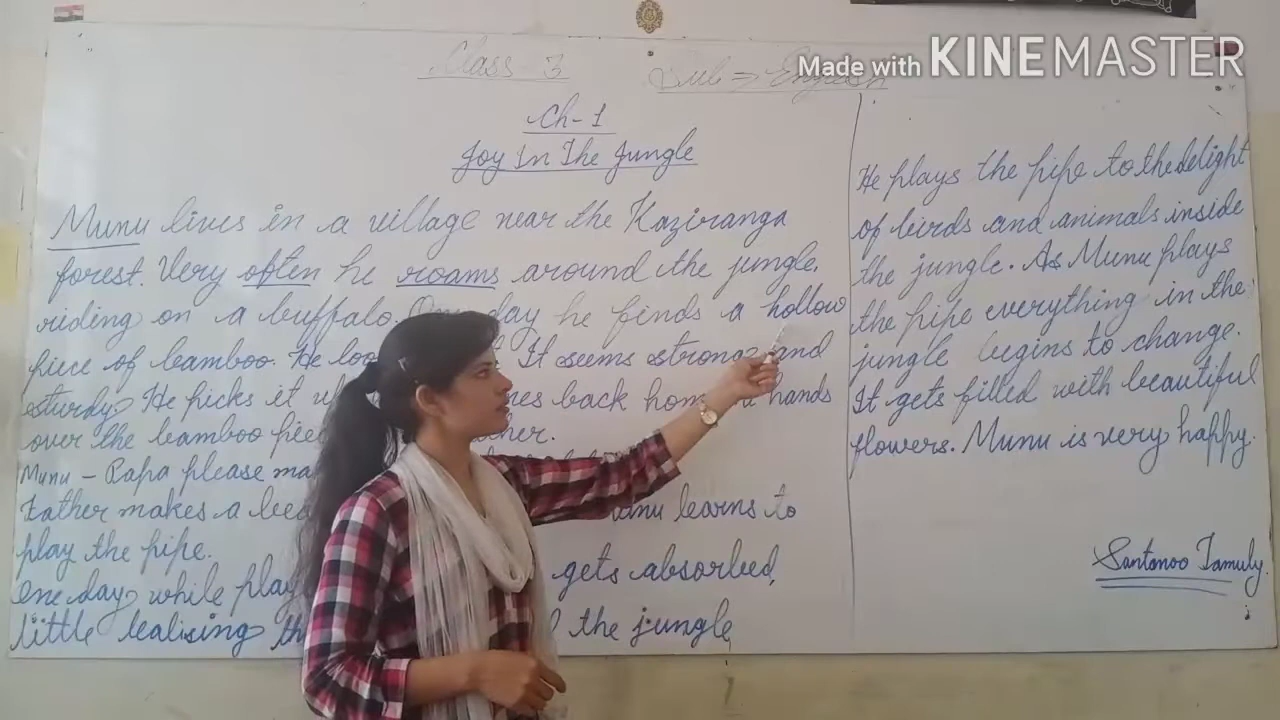 Made with KINEMASTER
Class - 3
Sub => English
Ch - 1
Joy In The Jungle
Munu lives in a village near the Kaziranga
forest. Very often he roams around the jungle,
riding on a buffalo. One day he finds a hollow
piece of bamboo. He It seems strong and
sturdy. He picks it back hands
over the bamboo
Munu - Papa please
Father makes a learns to
play the pipe.
One day, while gets absorbed,
little realising the jungle
He plays the pipe to the delight
of birds and animals inside
the jungle. As Munu plays
the pipe everything in the
jungle begins to change.
It gets filled with beautiful
flowers. Munu is very happy.
Santonoo Tamuly.